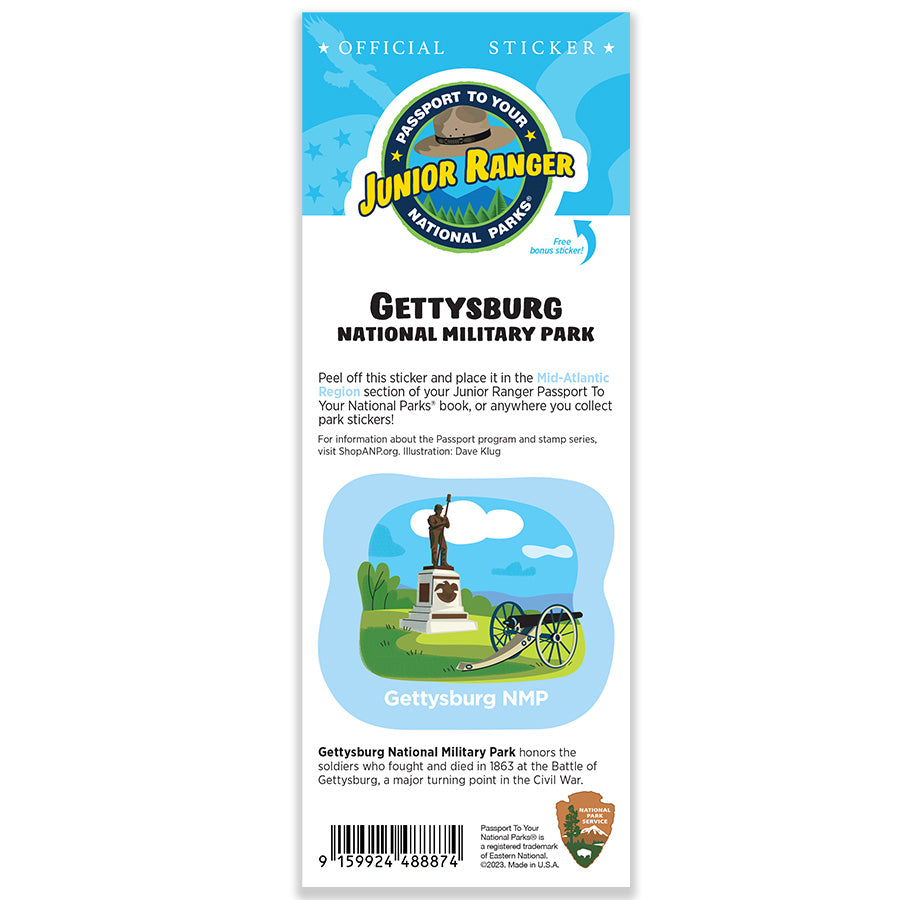 ★ OFFICIAL STICKER ★
PASSPORT TO YOUR
JUNIOR RANGER
NATIONAL PARKS®
Free
bonus sticker!
GETTYSBURG
NATIONAL MILITARY PARK
Peel off this sticker and place it in the Mid-Atlantic
Region section of your Junior Ranger Passport To
Your National Parks® book, or anywhere you collect
park stickers!
For information about the Passport program and stamp series,
visit ShopANP.org. Illustration: Dave Klug
Gettysburg NMP
Gettysburg National Military Park honors the
soldiers who fought and died in 1863 at the Battle of
Gettysburg, a major turning point in the Civil War.
9 159924 488874
Passport To Your
National Parks® is
a registered trademark
of Eastern National.
©2023. Made in U.S.A.
NATIONAL
PARK
SERVICE